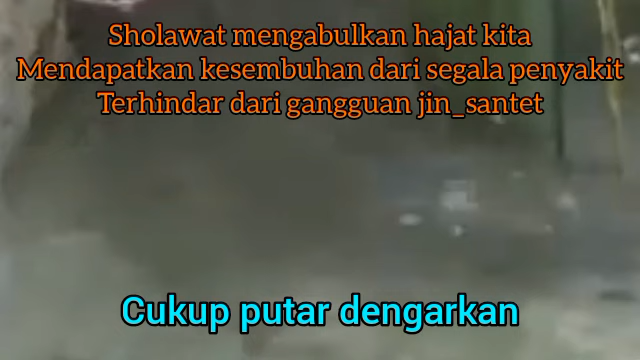 Sholawat mengabulkan hajat kita
Mendapatkan kesembuhan dari segala penyakit
Terhindar dari gangguan jin_santet
Cukup putar dengarkan